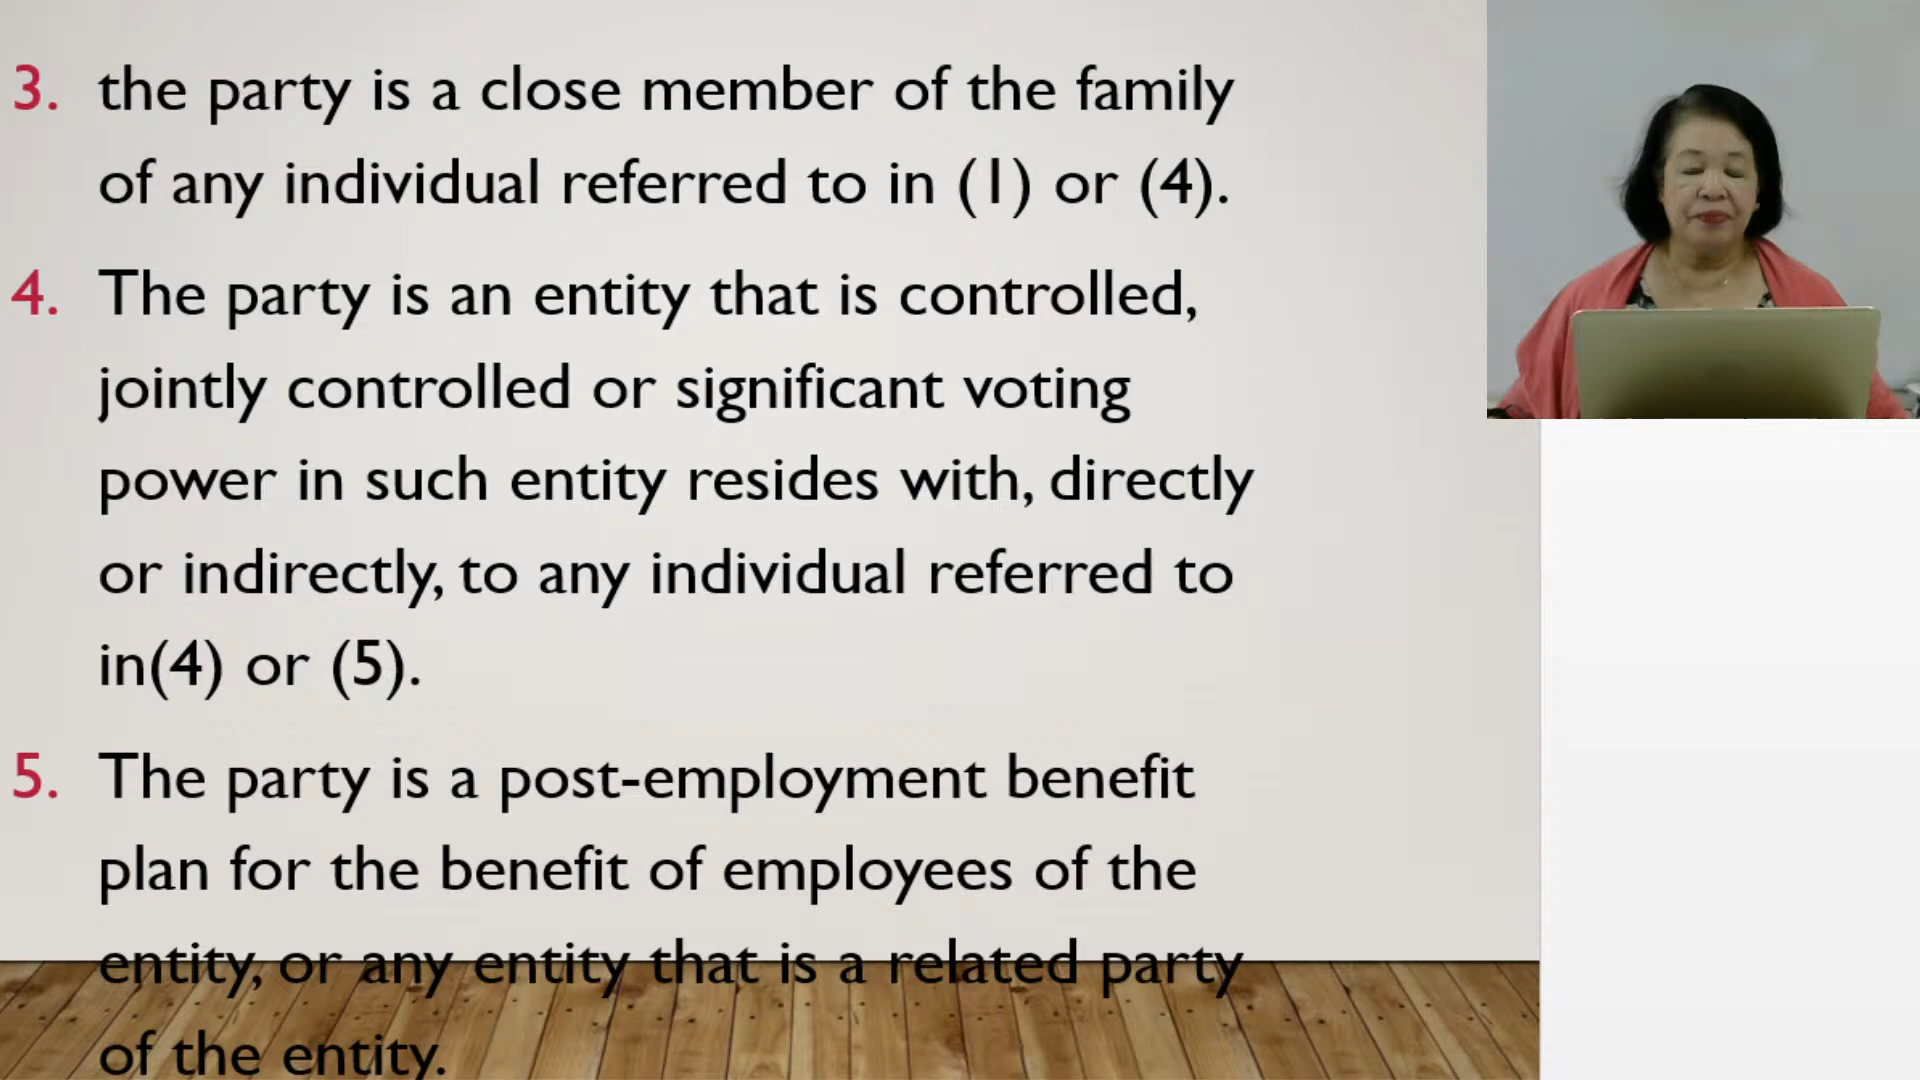 3. the party is a close member of the family
of any individual referred to in (1) or (4).
4. The party is an entity that is controlled,
jointly controlled or significant voting
power in such entity resides with, directly
or indirectly, to any individual referred to
in(4) or (5).
5. The party is a post-employment benefit
plan for the benefit of employees of the
entity, or any entity that is a related party
of the entity.